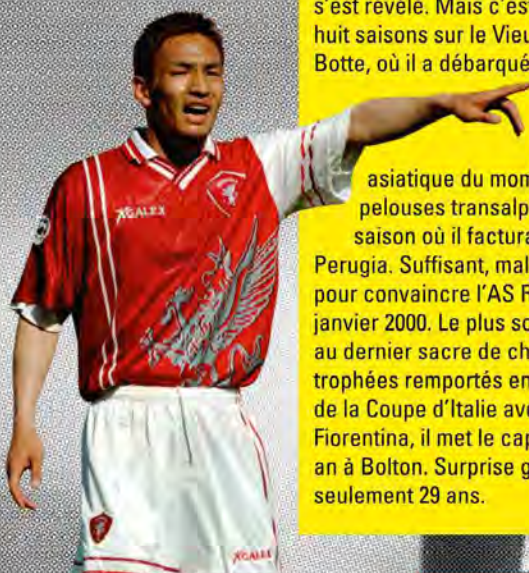 s'est révélé. Mais c'est
huit saisons sur le Vieu
Botte, où il a débarqué
asiatique du mom
pelouses transalp
saison où il factura
Perugia. Suffisant, mal
pour convaincre l'AS R
janvier 2000. Le plus so
au dernier sacre de ch
trophées remportés en
de la Coupe d'Italie ave
Fiorentina, il met le cap
an à Bolton. Surprise g
seulement 29 ans.
GALEX
GALEX